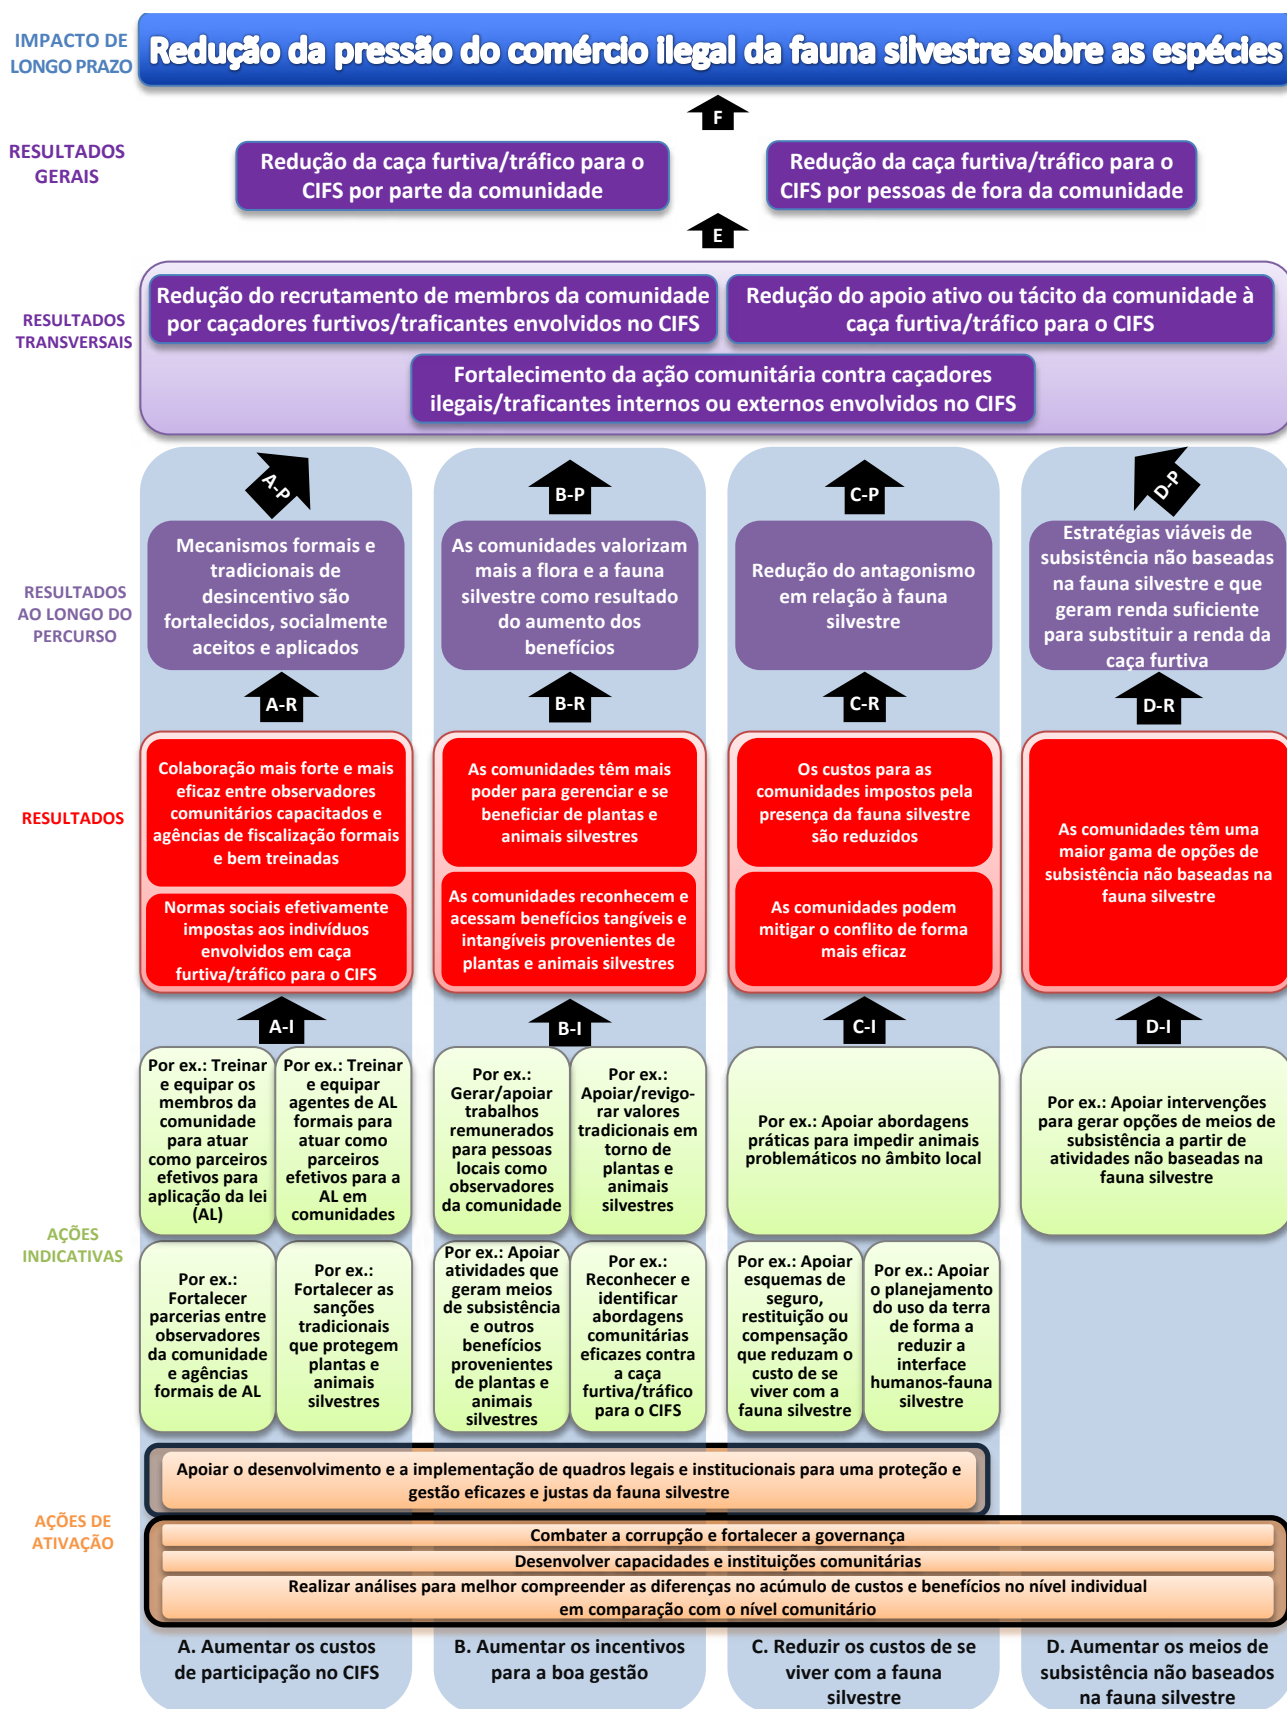 IMPACTO DE
LONGO PRAZO
Redução da pressão do comércio ilegal da fauna silvestre sobre as espécies
F
RESULTADOS
GERAIS
Redução da caça furtiva/tráfico para o
CIFS por parte da comunidade
Redução da caça furtiva/tráfico para o
CIFS por pessoas de fora da comunidade
E
RESULTADOS
TRANSVERSAIS
Redução do recrutamento de membros da comunidade
por caçadores furtivos/traficantes envolvidos no CIFS
Redução do apoio ativo ou tácito da comunidade à
caça furtiva/tráfico para o CIFS
Fortalecimento da ação comunitária contra caçadores
ilegais/traficantes internos ou externos envolvidos no CIFS
A-P
B-P
C-P
D-P
RESULTADOS
AO LONGO DO
PERCURSO
Mecanismos formais e
tradicionais de
desincentivo são
fortalecidos, socialmente
aceitos e aplicados
As comunidades valorizam
mais a flora e a fauna
silvestre como resultado
do aumento dos
benefícios
Redução do antagonismo
em relação à fauna
silvestre
Estratégias viáveis de
subsistência não baseadas
na fauna silvestre e que
geram renda suficiente
para substituir a renda da
caça furtiva
A-R
B-R
C-R
D-R
RESULTADOS
Colaboração mais forte e mais
eficaz entre observadores
comunitários capacitados e
agências de fiscalização formais
e bem treinadas
Normas sociais efetivamente
impostas aos indivíduos
envolvidos em caça
furtiva/tráfico para o CIFS
As comunidades têm mais
poder para gerenciar e se
beneficiar de plantas e
animais silvestres
As comunidades reconhecem e
acessam benefícios tangíveis e
intangíveis provenientes de
plantas e animais silvestres
Os custos para as
comunidades impostos pela
presença da fauna silvestre
são reduzidos
As comunidades podem
mitigar o conflito de forma
mais eficaz
As comunidades têm uma
maior gama de opções de
subsistência não baseadas na
fauna silvestre
A-I
B-I
C-I
D-I
AÇÕES
INDICATIVAS
Por ex.: Treinar
e equipar os
membros da
comunidade
para atuar
como parceiros
efetivos para
aplicação da lei
(AL)
Por ex.: Treinar
e equipar
agentes de AL
formais para
atuar como
parceiros
efetivos para a
AL em
comunidades
Por ex.:
Gerar/apoiar
trabalhos
remunerados
para pessoas
locais como
observadores
da comunidade
Por ex.:
Apoiar/revigo-
rar valores
tradicionais em
torno de
plantas e
animais
silvestres
Por ex.: Apoiar abordagens
práticas para impedir animais
problemáticos no âmbito local
Por ex.: Apoiar intervenções
para gerar opções de meios de
subsistência a partir de
atividades não baseadas na
fauna silvestre
Por ex.:
Fortalecer
parcerias entre
observadores
da comunidade
e agências
formais de AL
Por ex.:
Fortalecer as
sanções
tradicionais
que protegem
plantas e
animais
silvestres
Por ex.: Apoiar
atividades que
geram meios
de subsistência
e outros
benefícios
provenientes
de plantas e
animais
silvestres
Por ex.:
Reconhecer e
identificar
abordagens
comunitárias
eficazes contra
a caça
furtiva/tráfico
para o CIFS
Por ex.: Apoiar
esquemas de
seguro,
restituição ou
compensação
que reduzam o
custo de se
viver com a
fauna silvestre
Por ex.: Apoiar
o planejamento
do uso da terra
de forma a
reduzir a
interface
humanos-fauna
silvestre
AÇÕES DE
ATIVAÇÃO
Apoiar o desenvolvimento e a implementação de quadros legais e institucionais para uma proteção e
gestão eficazes e justas da fauna silvestre
Combater a corrupção e fortalecer a governança
Desenvolver capacidades e instituições comunitárias
Realizar análises para melhor compreender as diferenças no acúmulo de custos e benefícios no nível individual
em comparação com o nível comunitário
A. Aumentar os custos
de participação no CIFS
B. Aumentar os incentivos
para a boa gestão
C. Reduzir os custos de se
viver com a fauna
silvestre
D. Aumentar os meios de
subsistência não baseados
na fauna silvestre